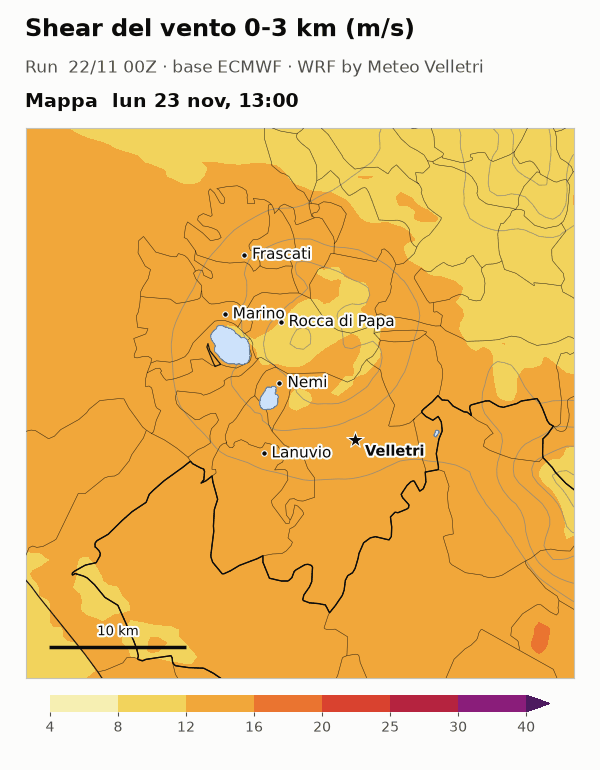 Shear del vento 0-3 km (m/s)
Run 22/11 00Z · base ECMWF · WRF by Meteo Velletri
Mappa lun 23 nov, 13:00
Frascati
Marino
Rocca di Papa
Nemi
Velletri
Lanuvio
10 km
4 8 12 16 20 25 30 40